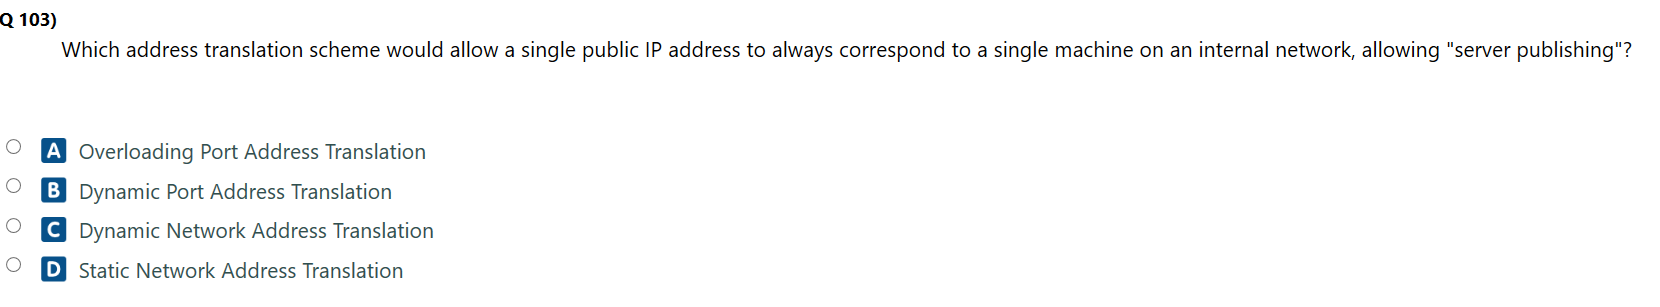 Q 103)
Which address translation scheme would allow a single public IP address to always correspond to a single machine on an internal network, allowing "server publishing"?
A Overloading Port Address Translation
B Dynamic Port Address Translation
C Dynamic Network Address Translation
D Static Network Address Translation